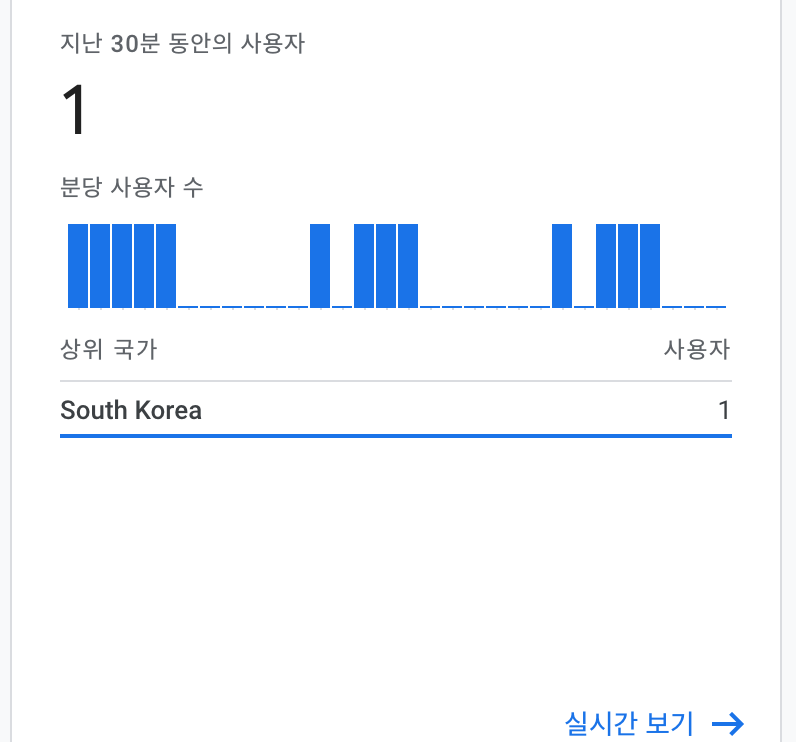 지난 30분 동안의 사용자
1
분당 사용자 수
상위 국가 사용자
South Korea 1
실시간 보기